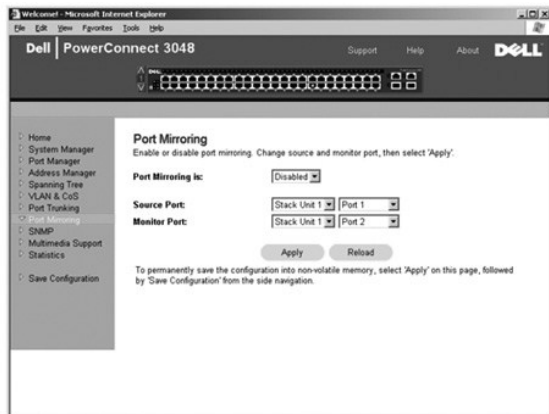 Welcome! - Microsoft Internet Explorer
File Edit View Favorites Tools Help
Dell | PowerConnect 3048
Support Help About DELL
Home
System Manager
Port Manager
Address Manager
Spanning Tree
VLAN & CoS
Port Trunking
Port Mirroring
SNMP
Multimedia Support
Statistics
Save Configuration
Port Mirroring
Enable or disable port mirroring. Change source and monitor port, then select 'Apply'.
Port Mirroring is: Disabled
Source Port: Stack Unit 1 Port 1
Monitor Port: Stack Unit 1 Port 2
Apply Reload
To permanently save the configuration into non-volatile memory, select 'Apply' on this page, followed
by 'Save Configuration' from the side navigation.